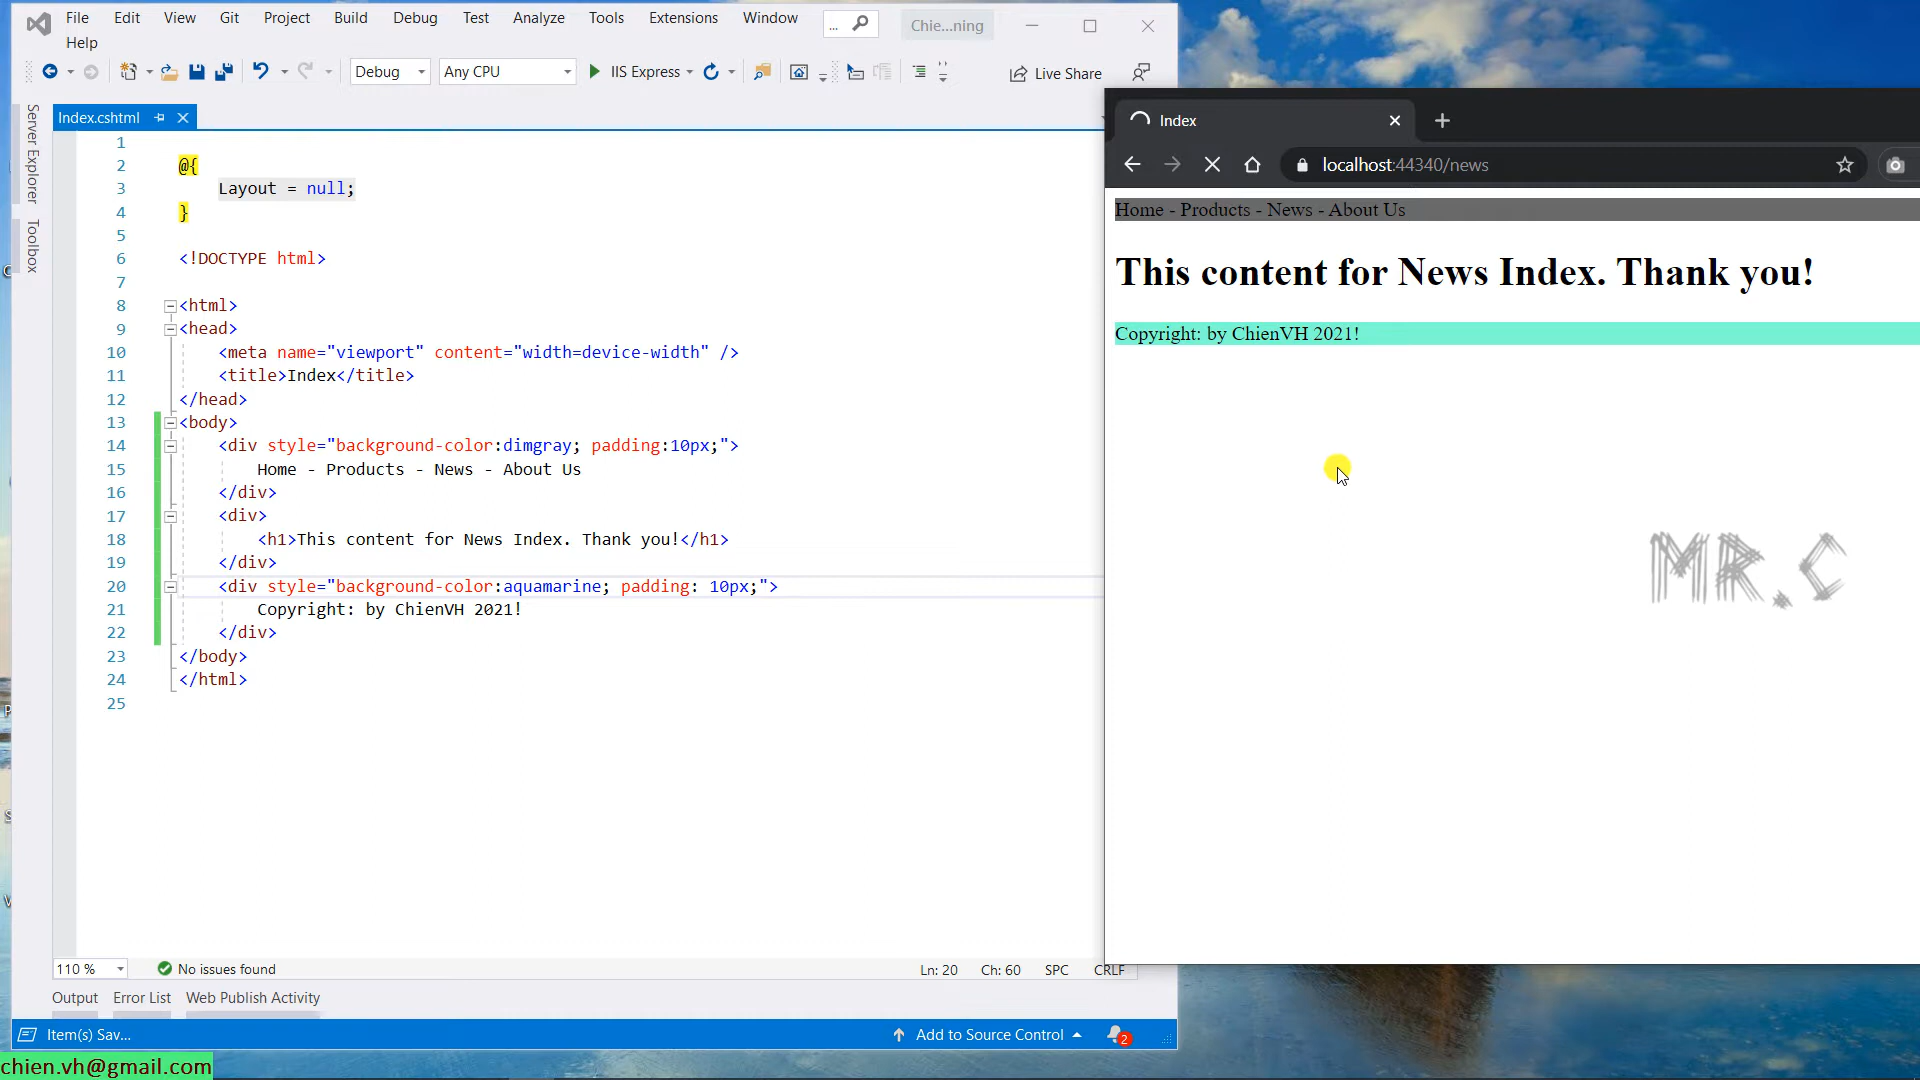 File Edit View Git Project Build Debug Test Analyze Tools Extensions Window ... Chie...ning
Help
Debug Any CPU IIS Express Live Share
Server Explorer
Toolbox
Index.cshtml
1
2 @{
3 Layout = null;
4 }
5
6 <!DOCTYPE html>
7
8 <html>
9 <head>
10 <meta name="viewport" content="width=device-width" />
11 <title>Index</title>
12 </head>
13 <body>
14 <div style="background-color:dimgray; padding:10px;">
15 Home - Products - News - About Us
16 </div>
17 <div>
18 <h1>This content for News Index. Thank you!</h1>
19 </div>
20 <div style="background-color:aquamarine; padding: 10px;">
21 Copyright: by ChienVH 2021!
22 </div>
23 </body>
24 </html>
25
110 % No issues found Ln: 20 Ch: 60 SPC CRLF
Output Error List Web Publish Activity
Item(s) Sav... Add to Source Control 2
chien.vh@gmail.com
Index
localhost:44340/news
Home - Products - News - About Us
This content for News Index. Thank you!
Copyright: by ChienVH 2021!
MR.C